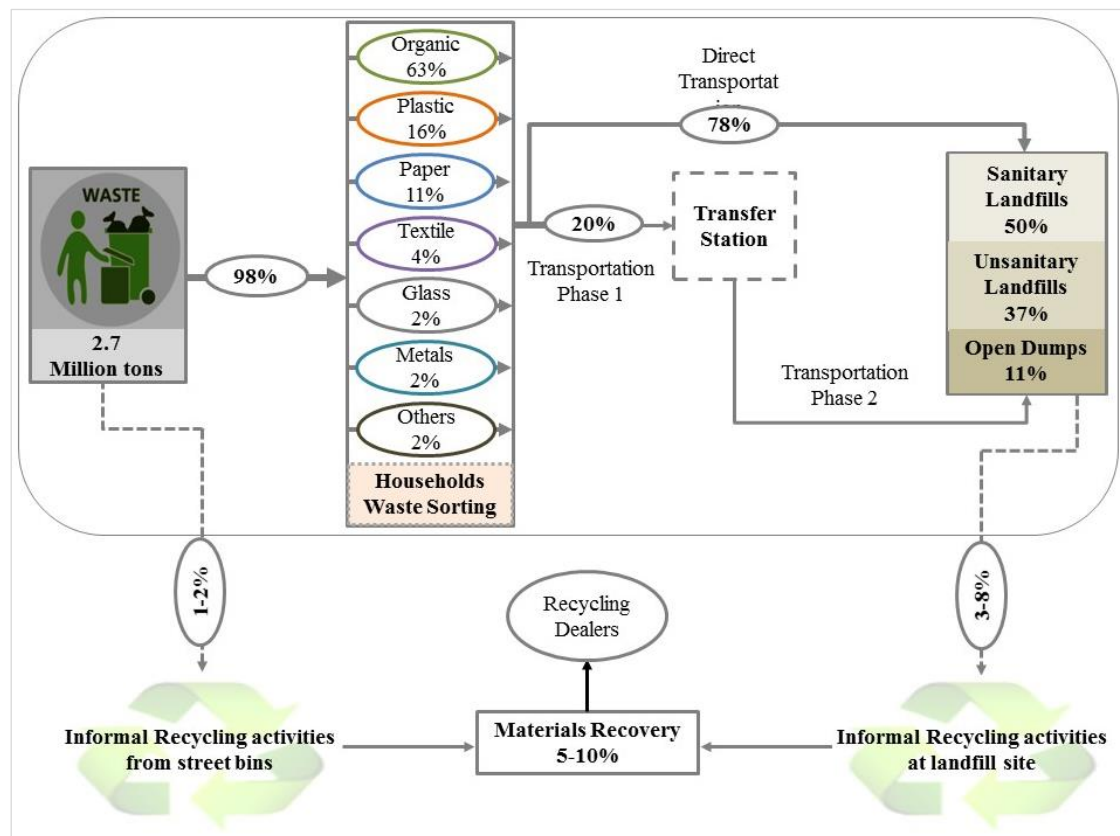 WASTE
2.7
Million tons
98%
Organic
63%
Plastic
16%
Paper
11%
Textile
4%
Glass
2%
Metals
2%
Others
2%
Households
Waste Sorting
Direct
Transportat
78%
20%
Transportation
Phase 1
Transfer
Station
Transportation
Phase 2
Sanitary
Landfills
50%
Unsanitary
Landfills
37%
Open Dumps
11%
1-2%
3-8%
Recycling
Dealers
Informal Recycling activities
from street bins
Materials Recovery
5-10%
Informal Recycling activities
at landfill site